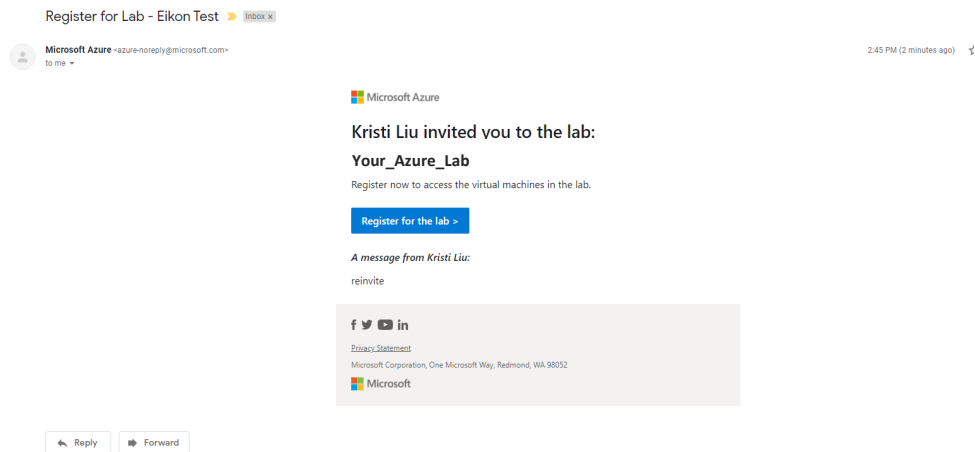 Register for Lab - Eikon Test Inbox x
Microsoft Azure <azure-noreply@microsoft.com> 2:45 PM (2 minutes ago)
to me
Microsoft Azure
Kristi Liu invited you to the lab:
Your_Azure_Lab
Register now to access the virtual machines in the lab.
Register for the lab >
A message from Kristi Liu:
reinvite
Privacy Statement
Microsoft Corporation, One Microsoft Way, Redmond, WA 98052
Microsoft
Reply Forward